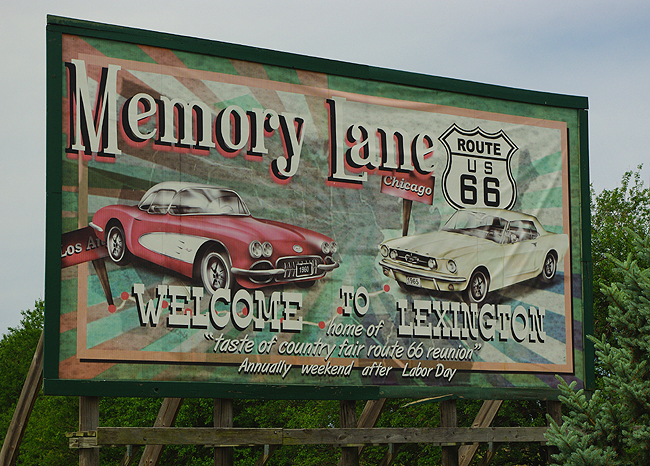 Memory Lane
ROUTE
US
66
Chicago
Los An
1960
1965
WELCOME TO LEXINGTON
home of
"taste of country fair route 66 reunion"
Annually weekend after Labor Day